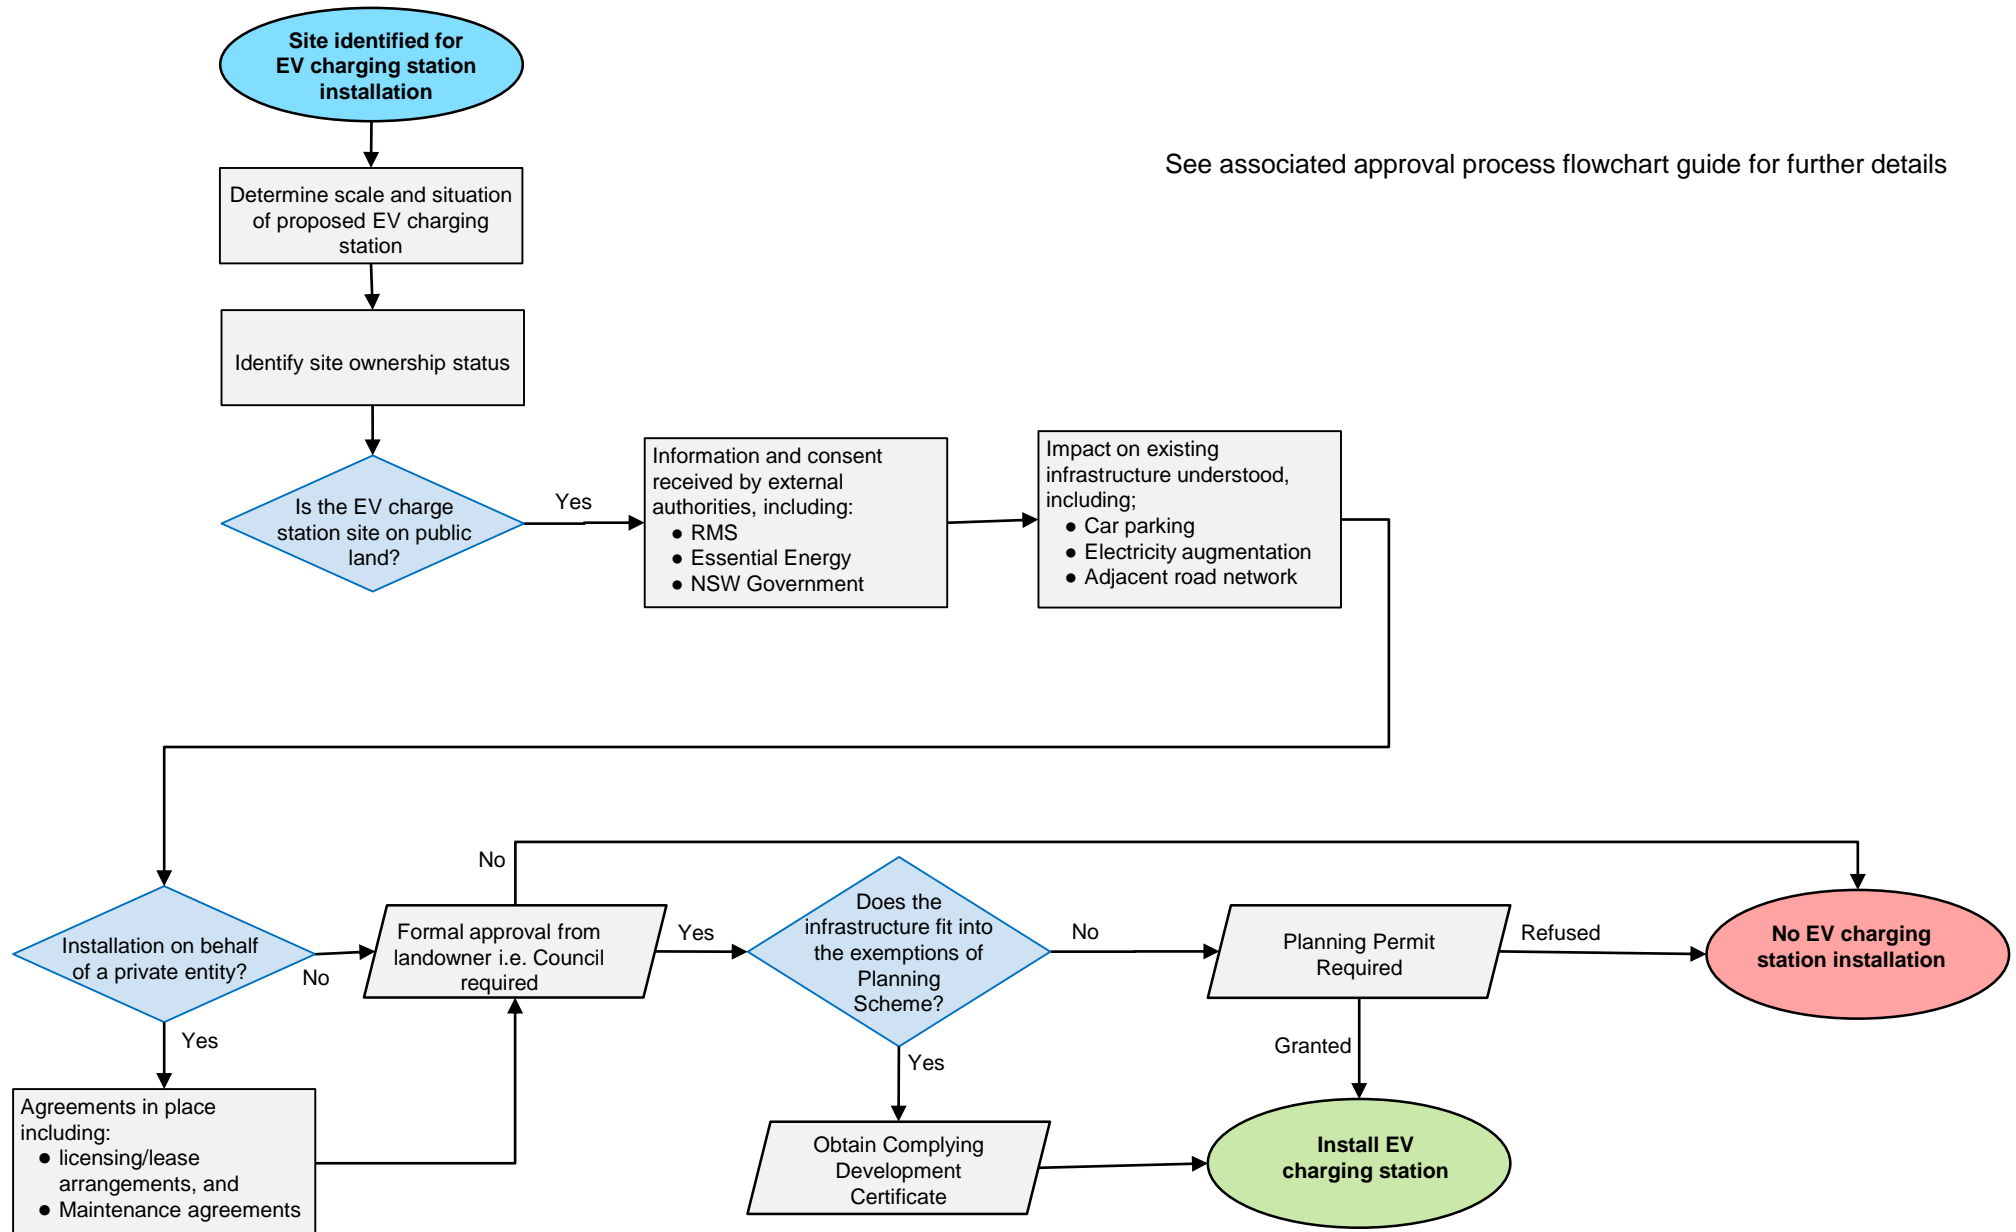 Site identified for
EV charging station
installation
See associated approval process flowchart guide for further details
Determine scale and situation
of proposed EV charging
station
Identify site ownership status
Is the EV charge
station site on public
land?
Yes
Information and consent
received by external
authorities, including:
● RMS
● Essential Energy
● NSW Government
Impact on existing
infrastructure understood,
including;
● Car parking
● Electricity augmentation
● Adjacent road network
Installation on behalf
of a private entity?
No
Yes
Agreements in place
including:
● licensing/lease
arrangements, and
● Maintenance agreements
Formal approval from
landowner i.e. Council
required
No
Yes
Does the
infrastructure fit into
the exemptions of
Planning
Scheme?
No
Yes
Obtain Complying
Development
Certificate
Planning Permit
Required
Refused
Granted
No EV charging
station installation
Install EV
charging station